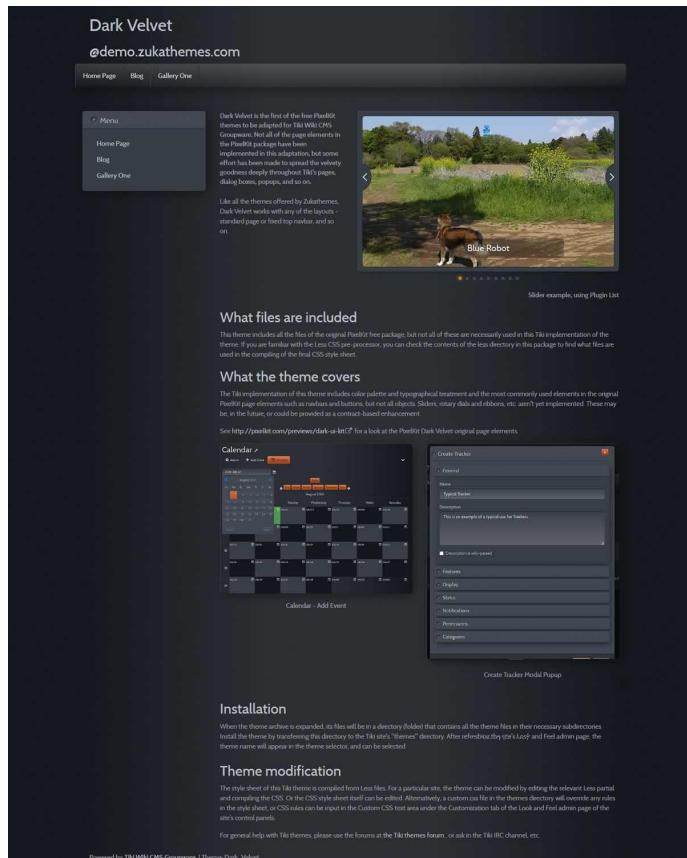 Dark Velvet
@demo.zukathemes.com
Home Page Blog Gallery One
Menu
Home Page
Blog
Gallery One
Dark Velvet is the first of the free PixelKit
themes to be adapted for Tiki Wiki CMS
Groupware. Not all of the page elements in
the PixelKit package have been
implemented in this adaptation, but some
effort has been made to spread the velvety
goodness deeply throughout Tiki's pages,
dialog boxes, popups, and so on.
Like all the themes offered by Zukathemes,
Dark Velvet works with any of the layouts -
standard page or fixed top navbar, and so
on.
Blue Robot
Slider example, using Plugin List
What files are included
This theme includes all the files of the original PixelKit free package, but not all of these are necessarily used in this Tiki implementation of the
theme. If you are familiar with the Less CSS pre-processor, you can check the contents of the less directory in this package to find what files are
used in the compiling of the final CSS style sheet.
What the theme covers
The Tiki implementation of this theme includes color palette and typographical treatment and the most commonly used elements in the original
PixelKit page elements such as navbars and buttons, but not all objects. Sliders, rotary dials and ribbons, etc. aren't yet implemented. These may
be, in the future, or could be provided as a contract-based enhancement.
See http://pixelkit.com/previews/dark-ui-kit for a look at the PixelKit Dark Velvet original page elements.
Calendar
Calendar - Add Event
Create Tracker
General
Name
Typical Tracker
Description
This is an example of a typical use for Trackers.
Description is wiki-parsed
Features
Display
Status
Notifications
Permissions
Categories
Create Tracker Modal Popup
Installation
When the theme archive is expanded, its files will be in a directory (folder) that contains all the theme files in their necessary subdirectories.
Install the theme by transferring this directory to the Tiki site's "themes" directory. After refreshing the site's Look and Feel admin page, the
theme name will appear in the theme selector, and can be selected.
Theme modification
The style sheet of this Tiki theme is compiled from Less files. For a particular site, the theme can be modified by editing the relevant Less partial
and compiling the CSS. Or the CSS style sheet itself can be edited. Alternatively, a custom.css file in the themes directory will override any rules
in the style sheet, or CSS rules can be input in the Custom CSS text area under the Customization tab of the Look and Feel admin page of the
site's control panels.
For general help with Tiki themes, please use the forums at the Tiki themes forum , or ask in the Tiki IRC channel, etc.
Powered by Tiki Wiki CMS Groupware | Theme: Dark_Velvet